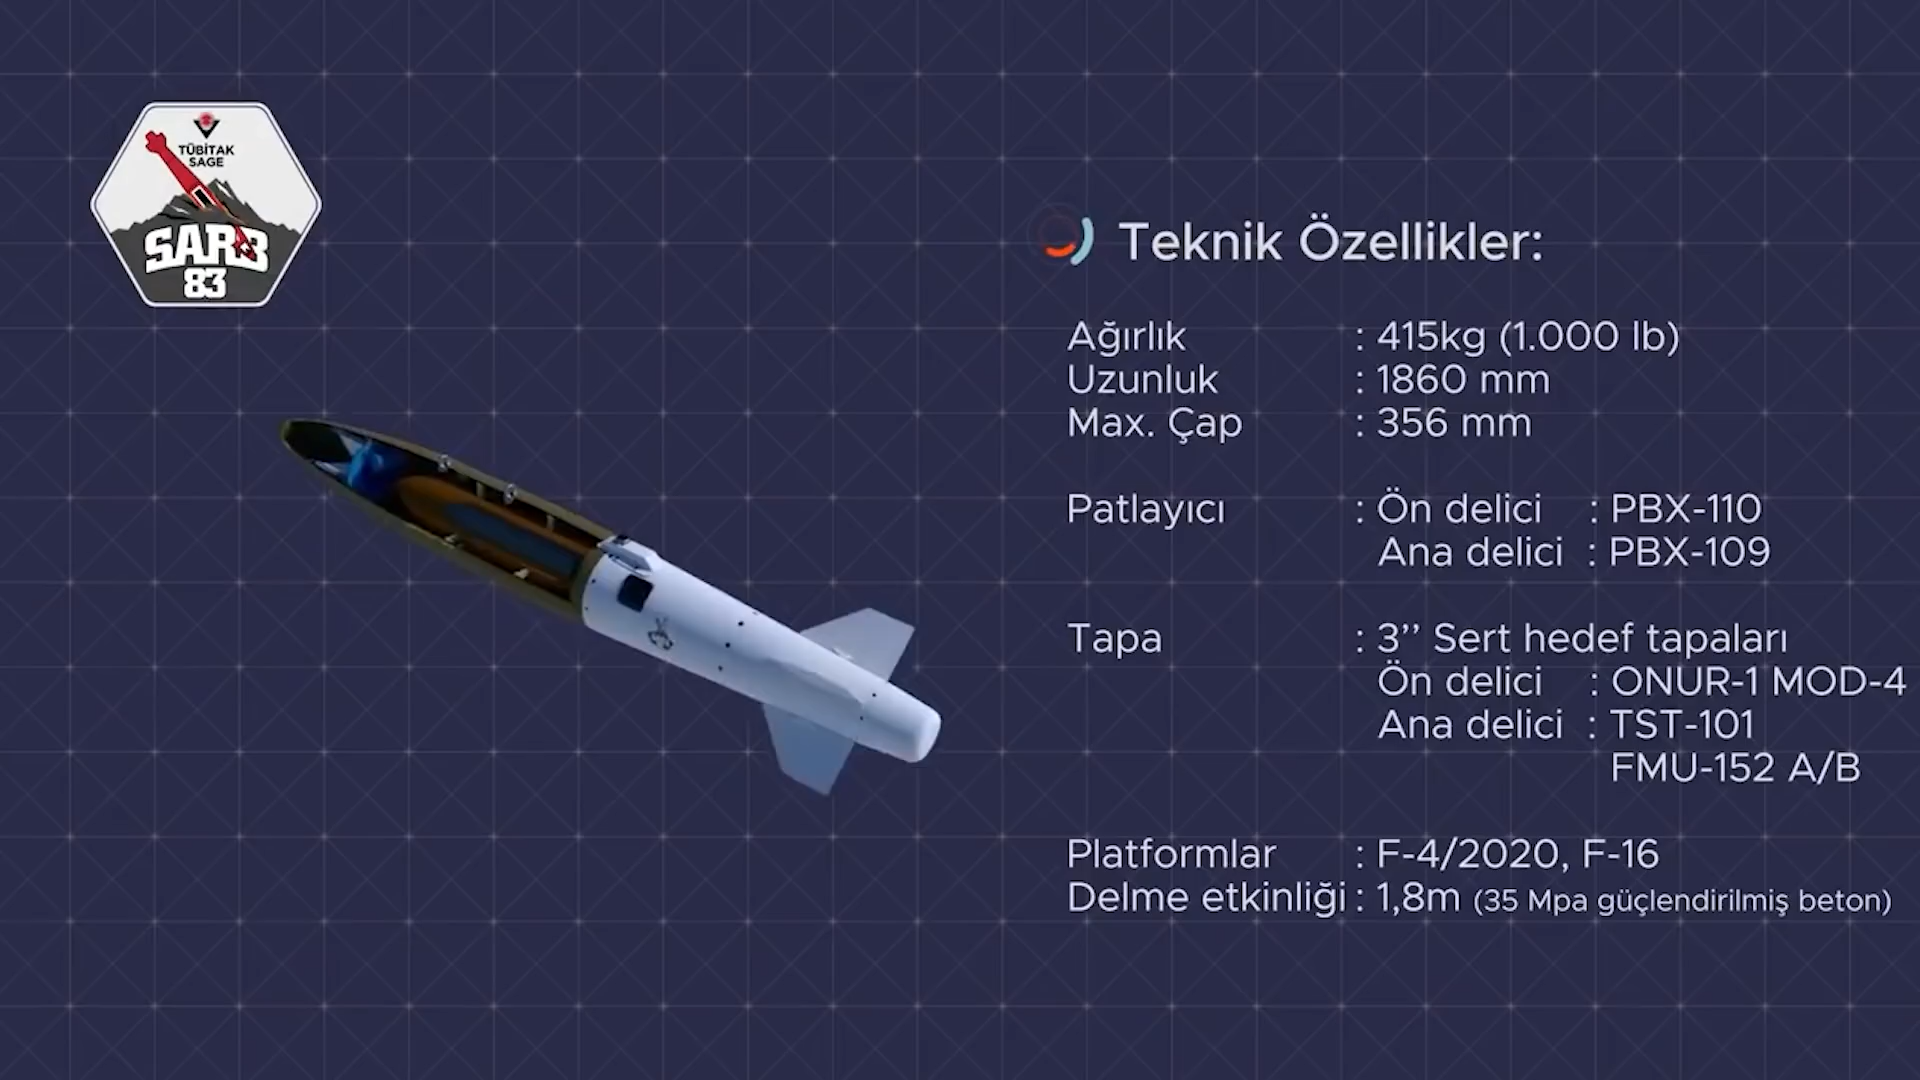 TÜBİTAK
SAGE
SARB
83
Teknik Özellikler:
Ağırlık : 415kg (1.000 lb)
Uzunluk : 1860 mm
Max. Çap : 356 mm
Patlayıcı : Ön delici : PBX-110
Ana delici : PBX-109
Tapa : 3’’ Sert hedef tapaları
Ön delici : ONUR-1 MOD-4
Ana delici : TST-101
FMU-152 A/B
Platformlar : F-4/2020, F-16
Delme etkinliği : 1,8m (35 Mpa güçlendirilmiş beton)